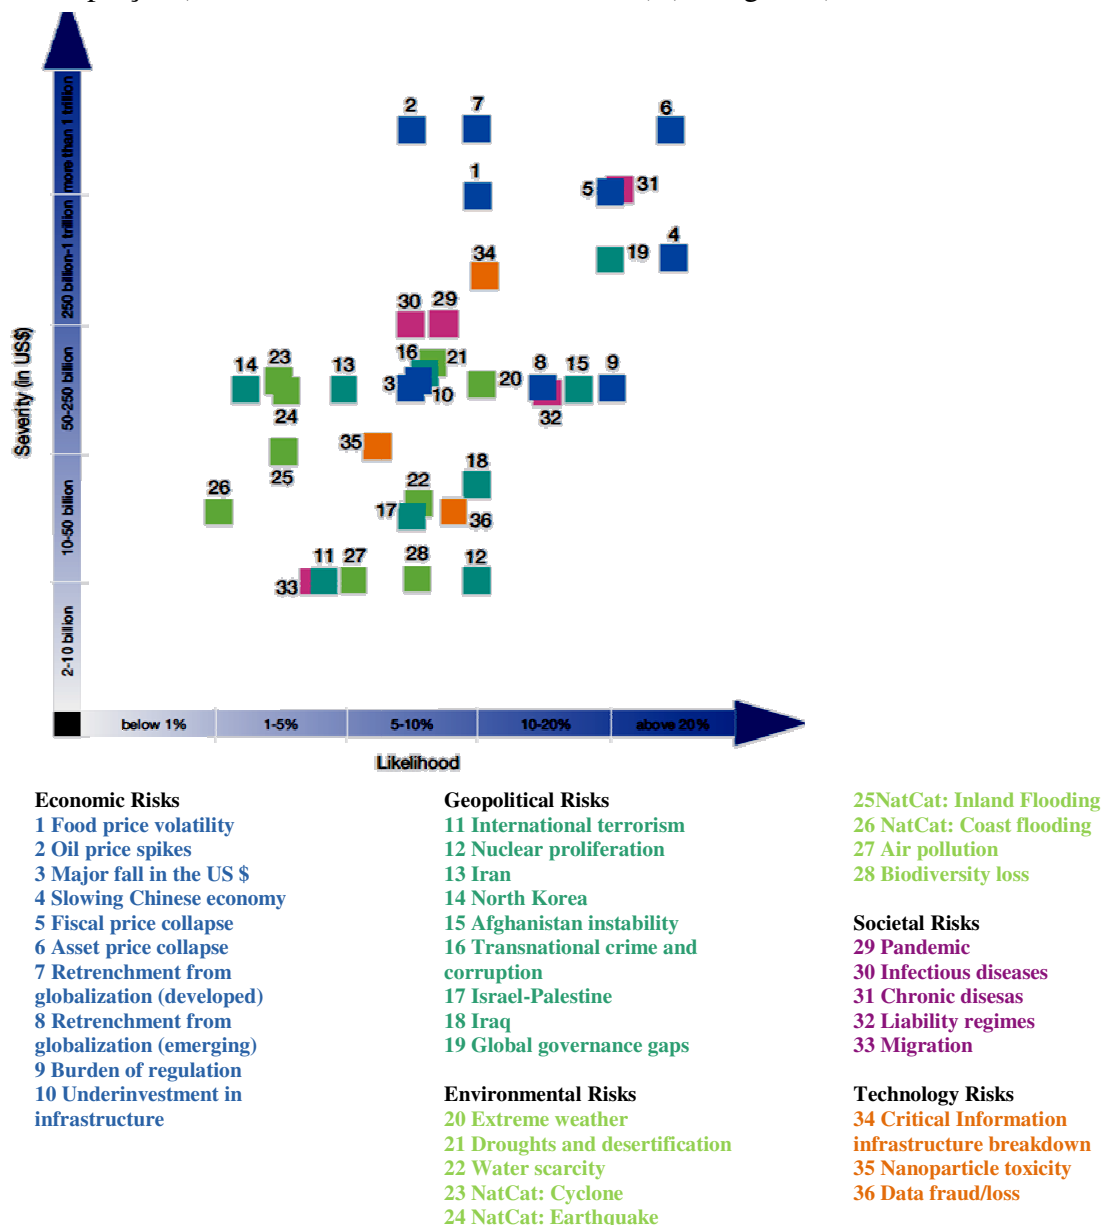 2
7
6
1
5
31
4
19
34
30
29
14
23
13
16
21
3
10
20
8
15
9
24
32
35
25
18
26
22
17
36
33
11
27
28
12
Severity (in US$)
more than 1 trillion
250 billion-1 trillion
50-250 billion
10-50 billion
2-10 billion
below 1%
1-5%
5-10%
10-20%
above 20%
Likelihood
Economic Risks
1 Food price volatility
2 Oil price spikes
3 Major fall in the US $
4 Slowing Chinese economy
5 Fiscal price collapse
6 Asset price collapse
7 Retrenchment from
globalization (developed)
8 Retrenchment from
globalization (emerging)
9 Burden of regulation
10 Underinvestment in
infrastructure
Geopolitical Risks
11 International terrorism
12 Nuclear proliferation
13 Iran
14 North Korea
15 Afghanistan instability
16 Transnational crime and
corruption
17 Israel-Palestine
18 Iraq
19 Global governance gaps
Environmental Risks
20 Extreme weather
21 Droughts and desertification
22 Water scarcity
23 NatCat: Cyclone
24 NatCat: Earthquake
25NatCat: Inland Flooding
26 NatCat: Coast flooding
27 Air pollution
28 Biodiversity loss
Societal Risks
29 Pandemic
30 Infectious diseases
31 Chronic disesas
32 Liability regimes
33 Migration
Technology Risks
34 Critical Information
infrastructure breakdown
35 Nanoparticle toxicity
36 Data fraud/loss